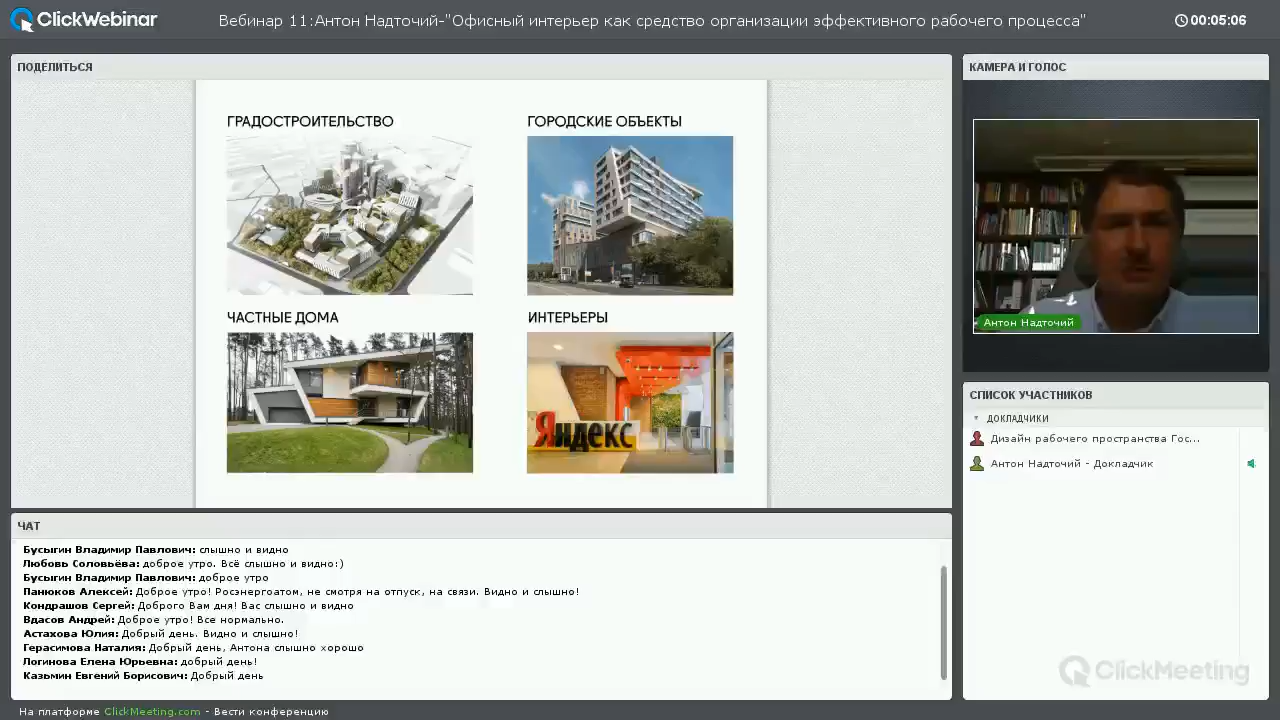 ClickWebinar
Вебинар 11:Антон Надточий-"Офисный интерьер как средство организации эффективного рабочего процесса"
00:05:06
ПОДЕЛИТЬСЯ
ГРАДОСТРОИТЕЛЬСТВО
ГОРОДСКИЕ ОБЪЕКТЫ
ЧАСТНЫЕ ДОМА
ИНТЕРЬЕРЫ
Яндекс
КАМЕРА И ГОЛОС
Антон Надточий
СПИСОК УЧАСТНИКОВ
ДОКЛАДЧИКИ
Дизайн рабочего пространства Гос...
Антон Надточий - Докладчик
ClickMeeting
ЧАТ
Бусыгин Владимир Павлович: слышно и видно
Любовь Соловьёва: доброе утро. Всё слышно и видно:)
Бусыгин Владимир Павлович: доброе утро
Панюков Алексей: Доброе утро! Росэнергоатом, не смотря на отпуск, на связи. Видно и слышно!
Кондрашов Сергей: Доброго Вам дня! Вас слышно и видно
Вдасов Андрей: Доброе утро! Все нормально.
Астахова Юлия: Добрый день. Видно и слышно!
Герасимова Наталия: Добрый день, Антона слышно хорошо
Логинова Елена Юрьевна: добрый день!
Казьмин Евгений Борисович: Добрый день
На платформе ClickMeeting.com - Вести конференцию